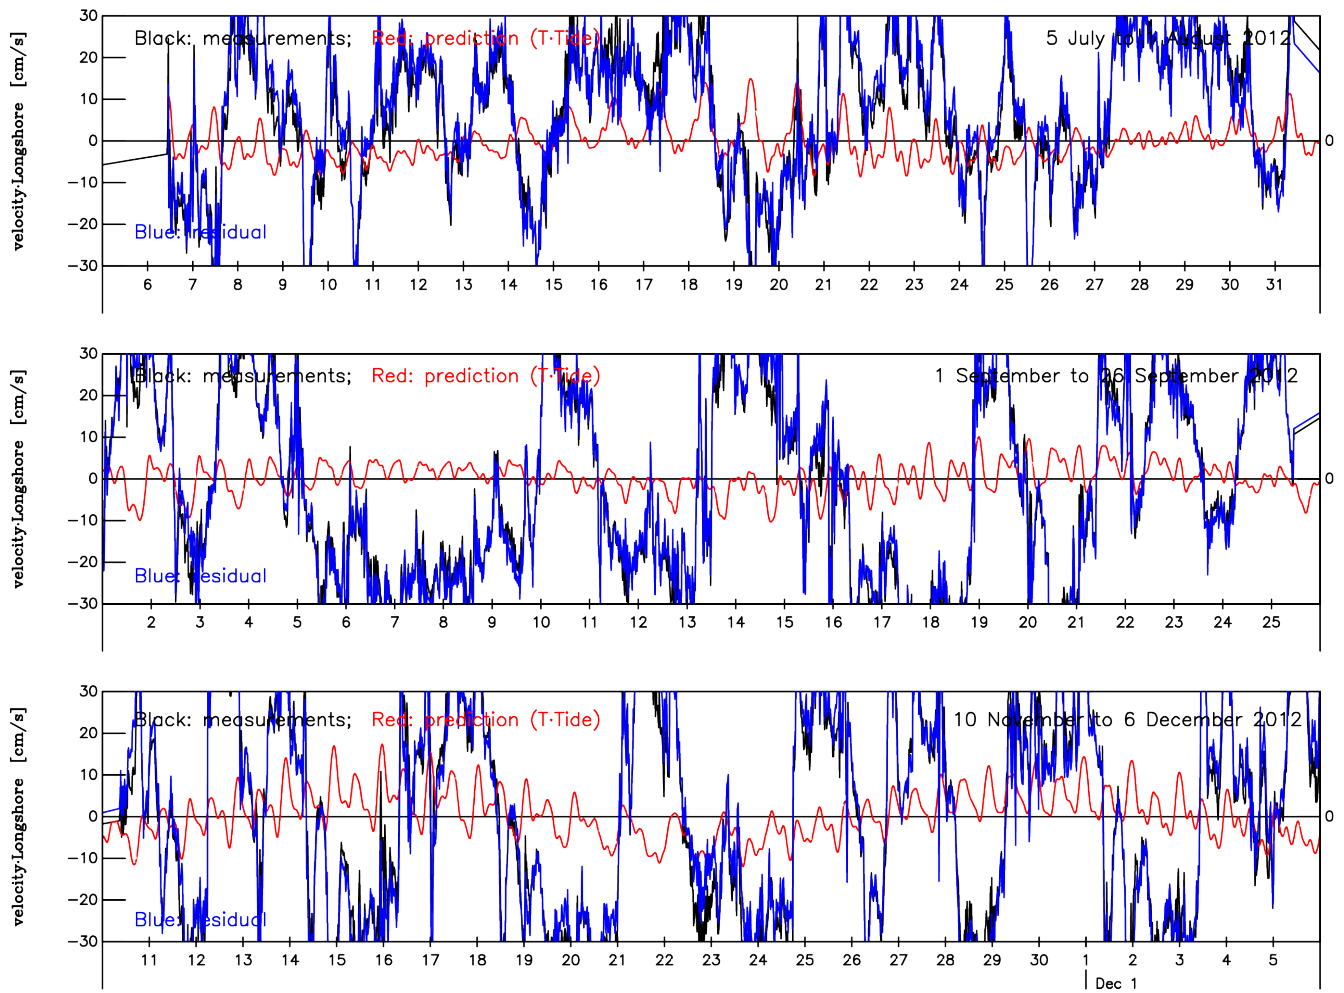 30
20
10
0
−10
−20
−30
velocity·Longshore [cm/s]
Black: measurements; Red: prediction (T·Tide)
5 July to 1 August 2012
Blue: residual
0
6 7 8 9 10 11 12 13 14 15 16 17 18 19 20 21 22 23 24 25 26 27 28 29 30 31
30
20
10
0
−10
−20
−30
velocity·Longshore [cm/s]
Black: measurements; Red: prediction (T·Tide)
1 September to 26 September 2012
Blue: residual
0
2 3 4 5 6 7 8 9 10 11 12 13 14 15 16 17 18 19 20 21 22 23 24 25
30
20
10
0
−10
−20
−30
velocity·Longshore [cm/s]
Black: measurements; Red: prediction (T·Tide)
10 November to 6 December 2012
Blue: residual
0
11 12 13 14 15 16 17 18 19 20 21 22 23 24 25 26 27 28 29 30 1 2 3 4 5
Dec 1